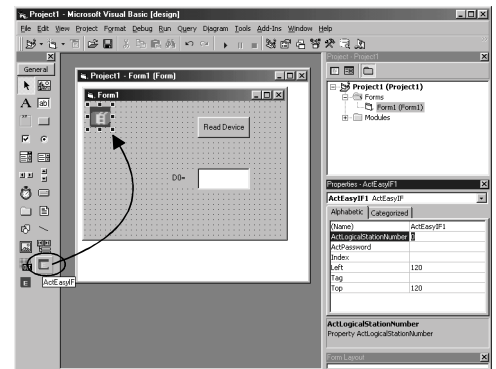 Project1 - Microsoft Visual Basic [design]
File Edit View Project Format Debug Run Query Diagram Tools Add-Ins Window Help
General
A
ab|
Project1 - Form1 (Form)
Form1
Read Device
D0=
ActEasyIF
Project - Project1
Project1 (Project1)
Forms
Form1 (Form1)
Modules
Properties - ActEasyIF1
ActEasyIF1 ActEasyIF
Alphabetic Categorized
(Name) ActEasyIF1
ActLogicalStationNumber 0
ActPassword
Index
Left 120
Tag
Top 120
ActLogicalStationNumber
Property ActLogicalStationNumber
Form Layout